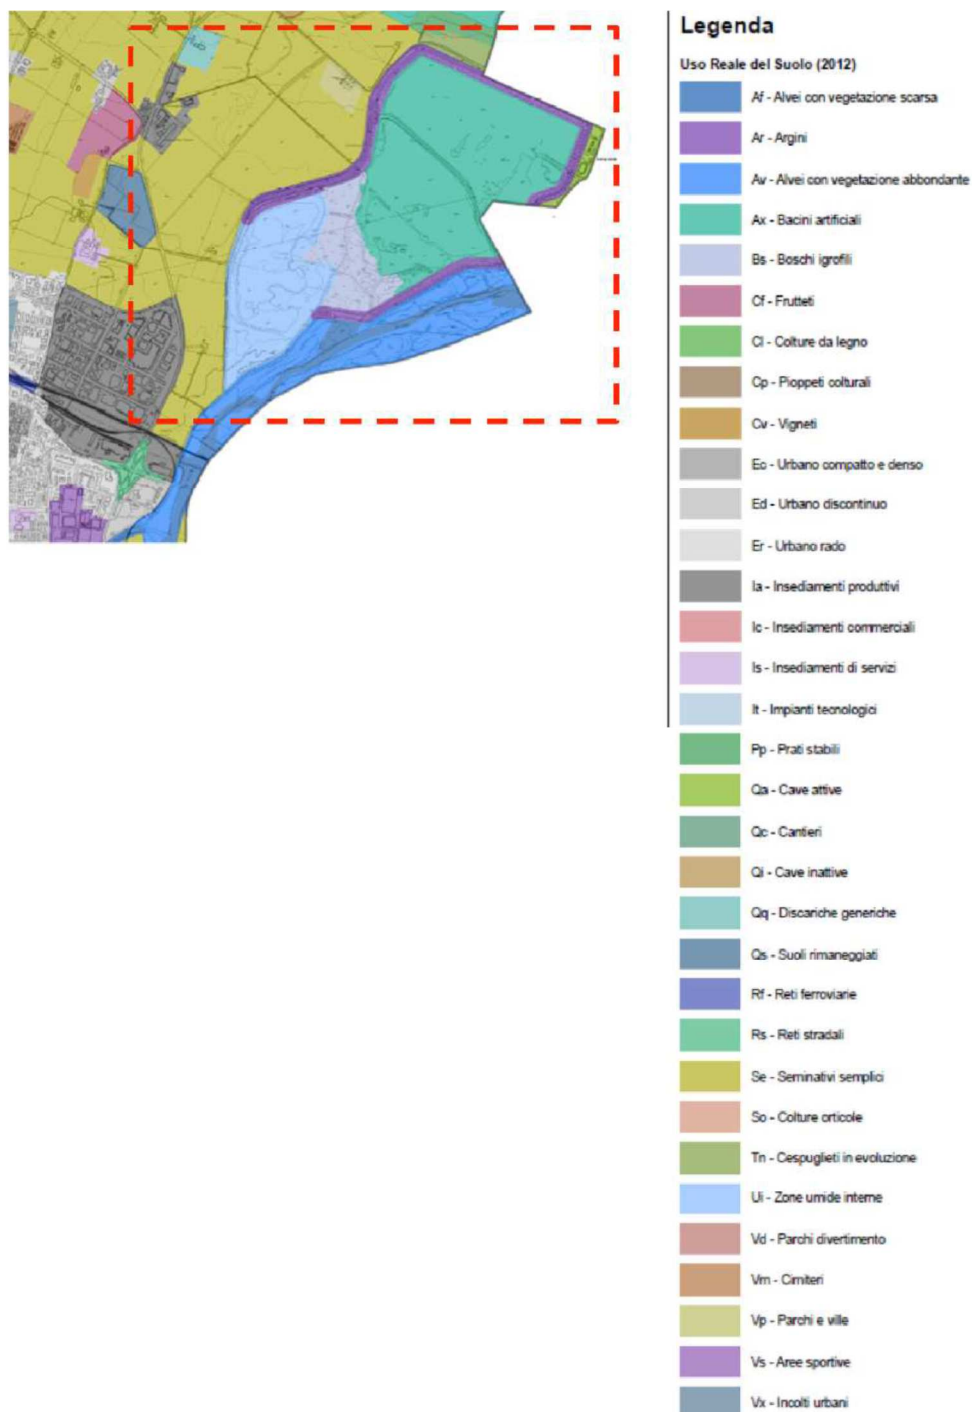 Legenda
Uso Reale del Suolo (2012)
Af - Alvei con vegetazione scarsa
Ar - Argini
Av - Alvei con vegetazione abbondante
Ax - Bacini artificiali
Bs - Boschi igrofili
Cf - Frutteti
Cl - Colture da legno
Cp - Pioppeti colturali
Cv - Vigneti
Ec - Urbano compatto e denso
Ed - Urbano discontinuo
Er - Urbano rado
Ia - Insediamenti produttivi
Ic - Insediamenti commerciali
Is - Insediamenti di servizi
It - Impianti tecnologici
Pp - Prati stabili
Qa - Cave attive
Qc - Cantieri
Qi - Cave inattive
Qq - Discariche generiche
Qs - Suoli rimaneggiati
Rf - Reti ferroviarie
Rs - Reti stradali
Se - Seminativi semplici
So - Colture orticole
Tn - Cespuglieti in evoluzione
Ui - Zone umide interne
Vd - Parchi divertimento
Vm - Cimiteri
Vp - Parchi e ville
Vs - Aree sportive
Vx - Incolti urbani